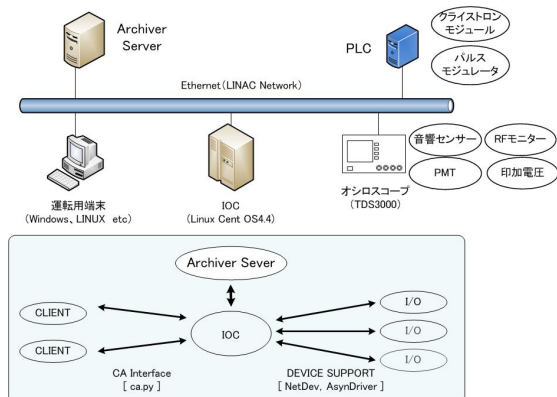 Archiver
Server
PLC
クライストロン
モジュール
パルス
モジュレータ
Ethernet(LINAC Network)
運転用端末
(Windows、LINUX etc)
IOC
(Linux Cent OS4.4)
オシロスコープ
(TDS3000)
音響センサー
RFモニター
PMT
印加電圧
Archiver Sever
CLIENT
CLIENT
IOC
I/O
I/O
I/O
CA Interface
[ ca.py ]
DEVICE SUPPORT
[ NetDev, AsynDriver ]